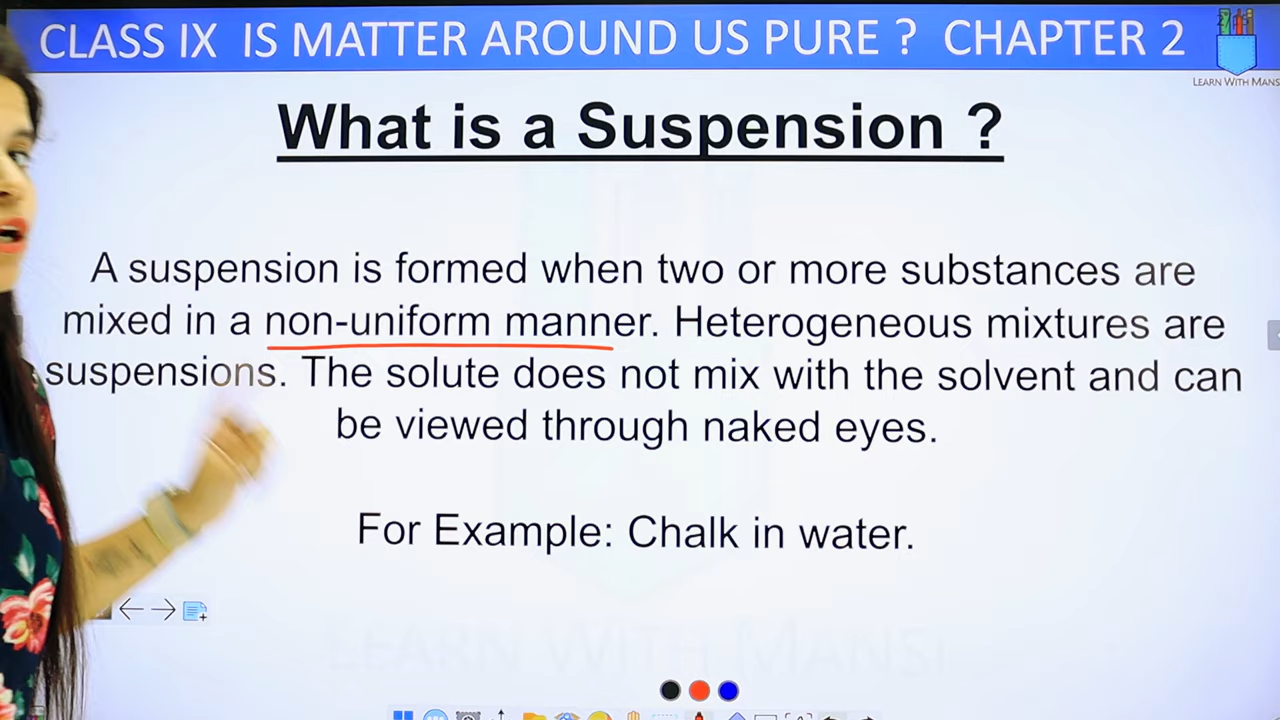 CLASS IX IS MATTER AROUND US PURE ? CHAPTER 2
LEARN WITH MANS
What is a Suspension ?
A suspension is formed when two or more substances are
mixed in a non-uniform manner. Heterogeneous mixtures are
suspensions. The solute does not mix with the solvent and can
be viewed through naked eyes.
For Example: Chalk in water.
LEARN WITH MANSI